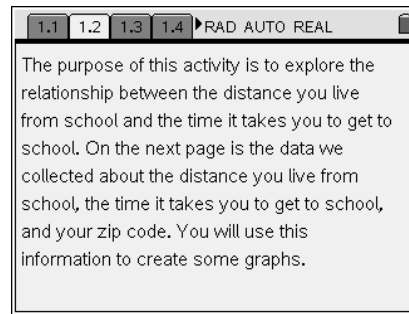 1.1 1.2 1.3 1.4 RAD AUTO REAL
The purpose of this activity is to explore the
relationship between the distance you live
from school and the time it takes you to get to
school. On the next page is the data we
collected about the distance you live from
school, the time it takes you to get to school,
and your zip code. You will use this
information to create some graphs.